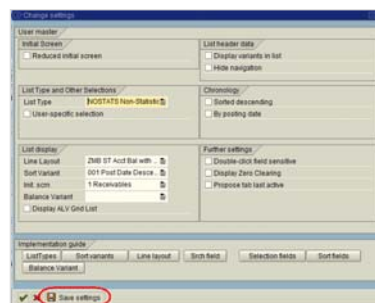 Change settings
User master
Initial Screen
Reduced initial screen
List header data
Display variants in list
Hide navigation
List Type and Other Selections
List Type NOSTATS Non-Statistic
User-specific selection
Chronology
Sorted descending
By posting date
List display
Line Layout ZMB ST Acct Bal with ..
Sort Variant 001 Post Date Desce..
Init. scrn 1 Receivables
Balance Variant
Display ALV Grid List
Further settings
Double-click field sensitive
Display Zero Clearing
Propose tab last active
Implementation guide
ListTypes Sort variants Line layout Srch field Selection fields Sort fields
Balance Variant
Save settings